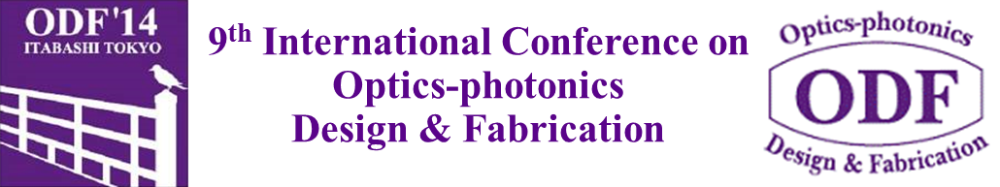 ODF'14
ITABASHI TOKYO
9th International Conference on
Optics-photonics
Design & Fabrication
Optics-photonics
ODF
Design & Fabrication